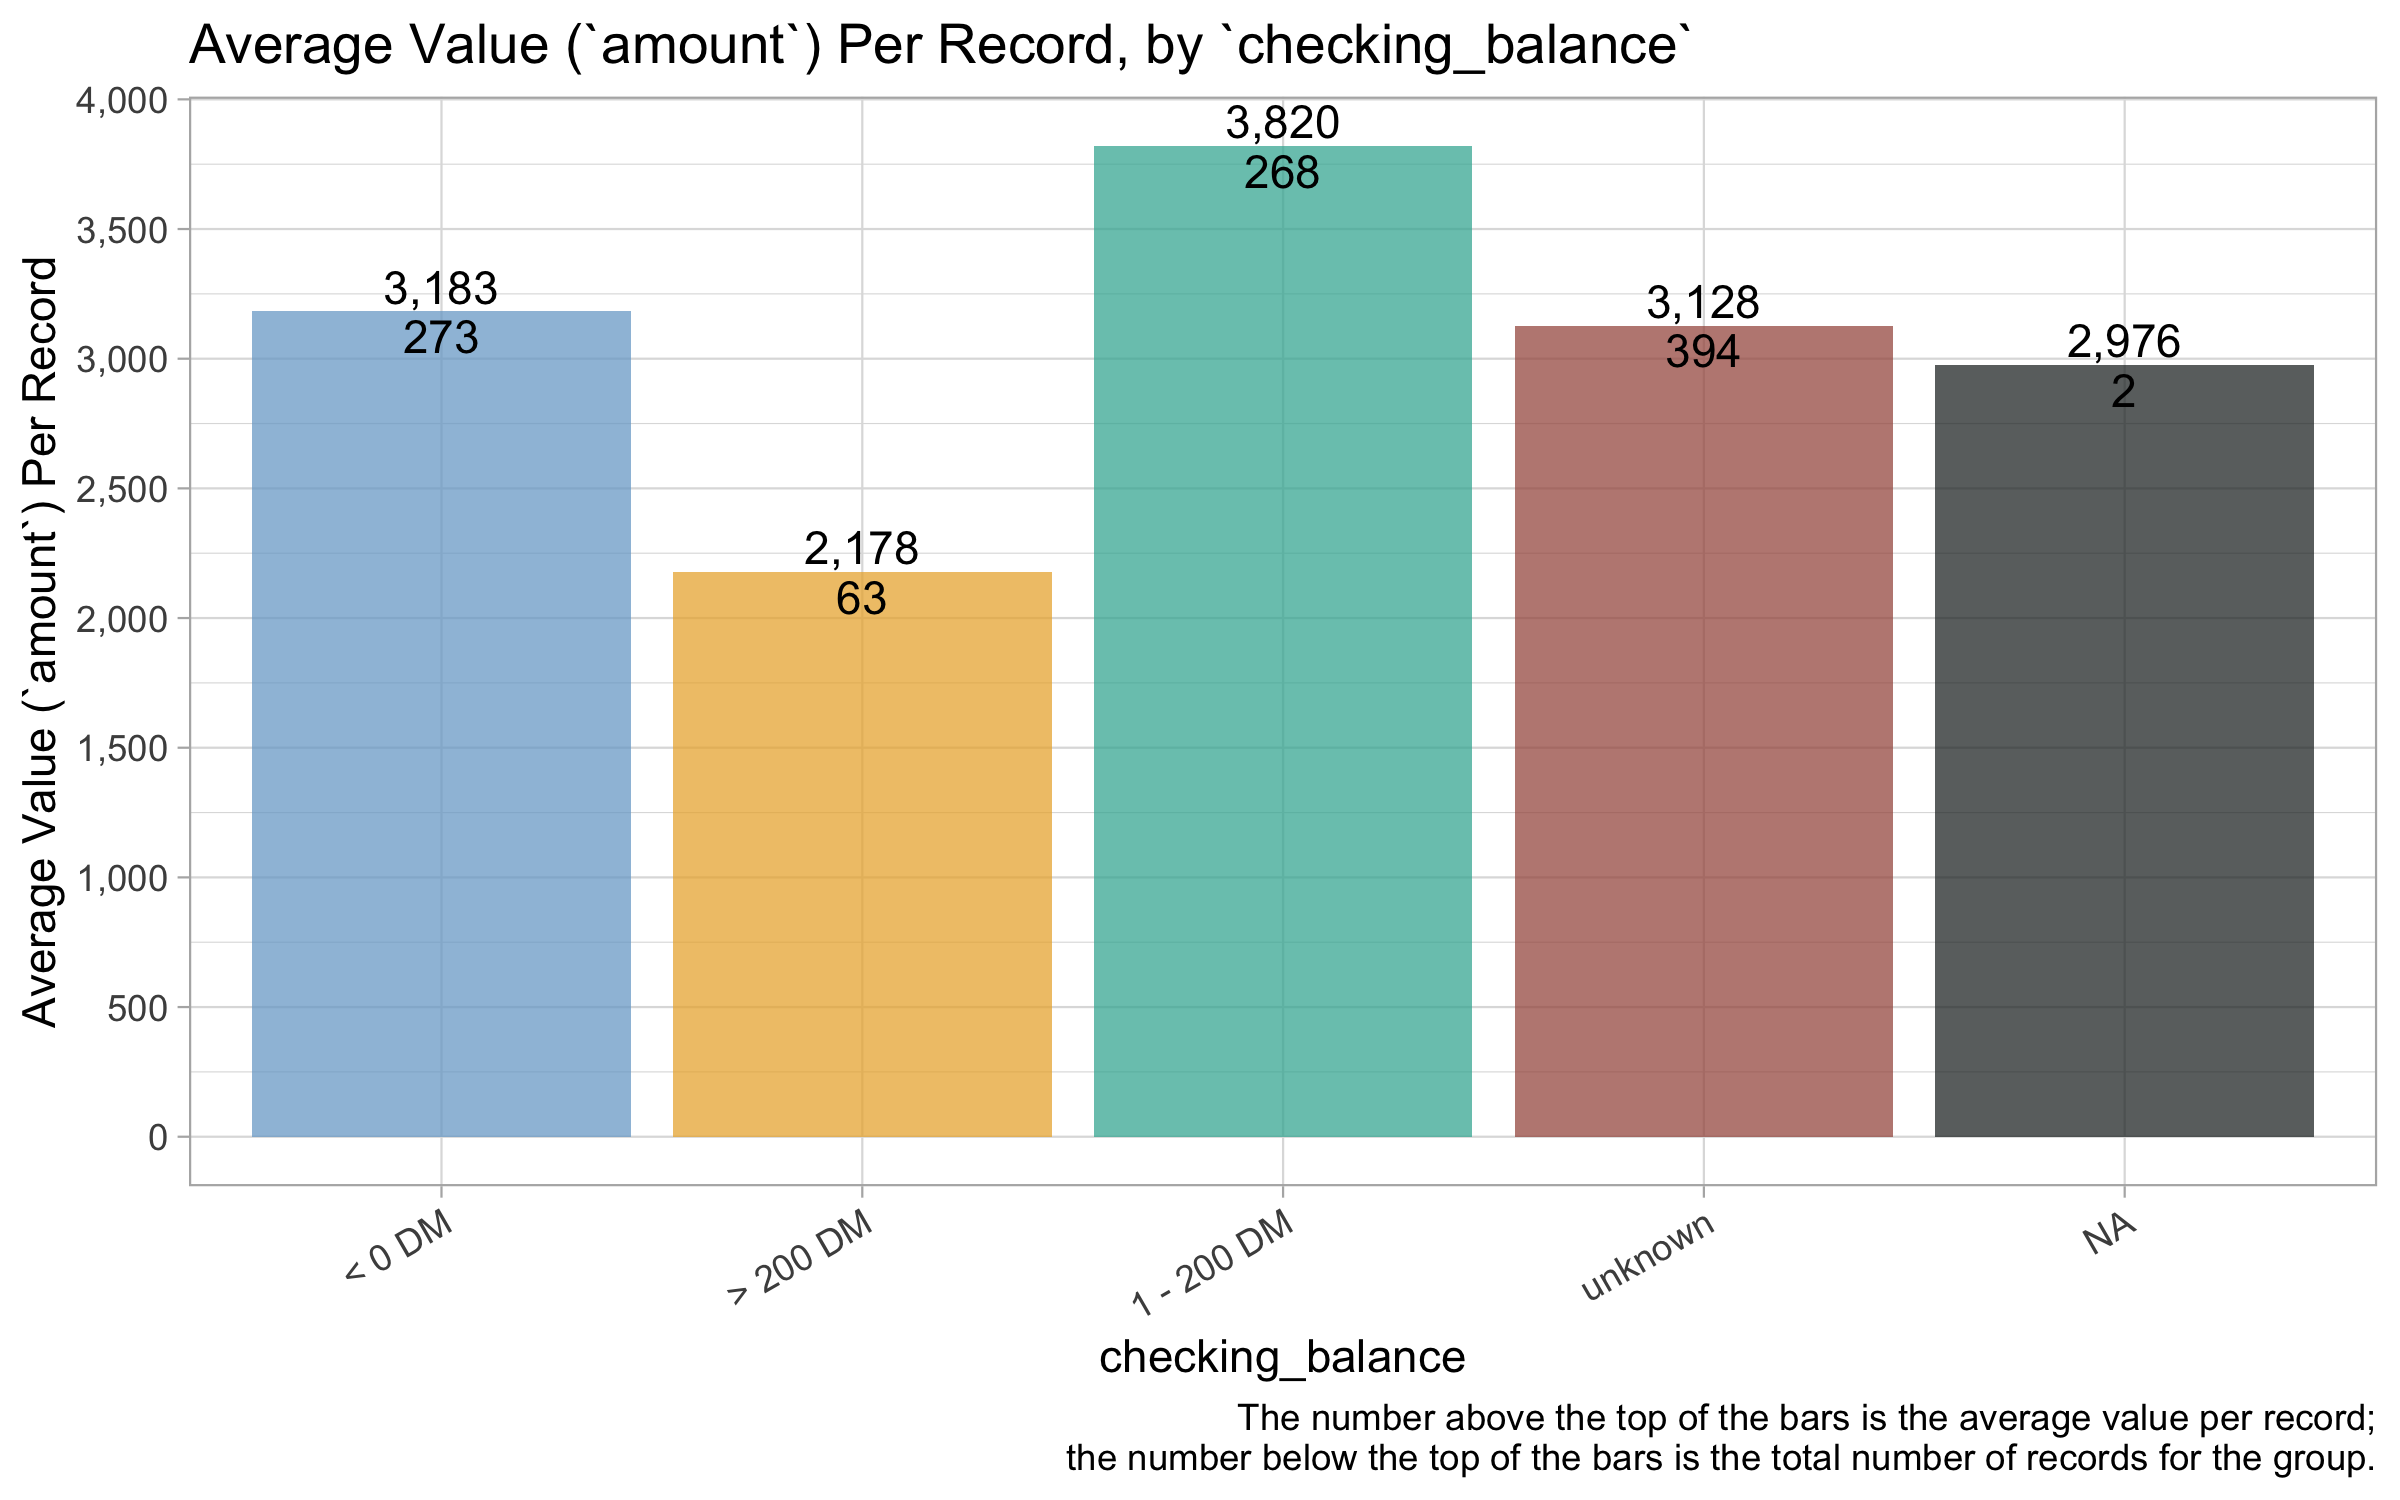 Average Value (`amount`) Per Record, by `checking_balance`
Average Value (`amount`) Per Record
4,000
3,500
3,000
2,500
2,000
1,500
1,000
500
0
3,183
273
2,178
63
3,820
268
3,128
394
2,976
2
< 0 DM
> 200 DM
1 - 200 DM
unknown
NA
checking_balance
The number above the top of the bars is the average value per record;
the number below the top of the bars is the total number of records for the group.